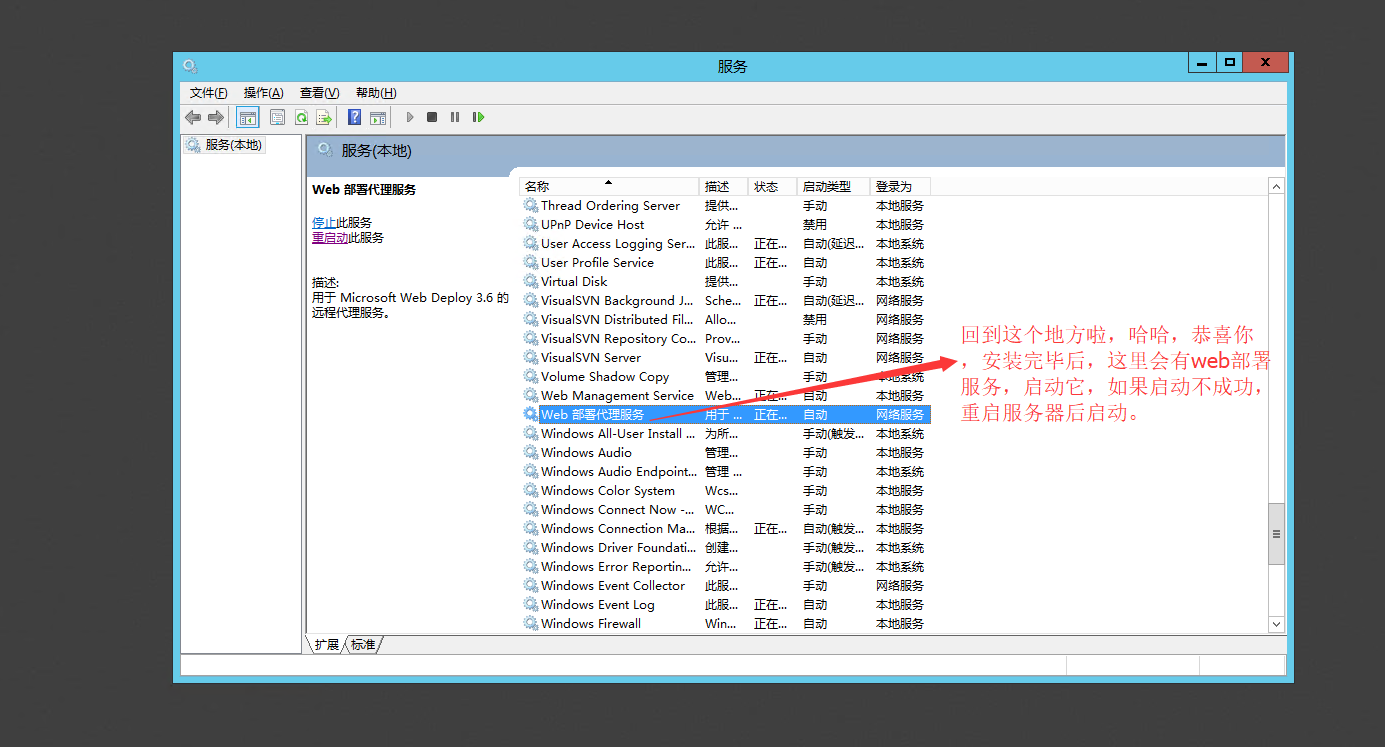 服务
文件(F) 操作(A) 查看(V) 帮助(H)
服务(本地)
服务(本地)
Web 部署代理服务
停止此服务
重启动此服务
描述:
用于 Microsoft Web Deploy 3.6 的
远程代理服务。
名称 描述 状态 启动类型 登录为
Thread Ordering Server 提供... 手动 本地服务
UPnP Device Host 允许 ... 禁用 本地服务
User Access Logging Ser... 此服... 正在... 自动(延迟... 本地系统
User Profile Service 此服... 正在... 自动 本地系统
Virtual Disk 提供... 手动 本地系统
VisualSVN Background J... Sche... 正在... 自动(延迟... 网络服务
VisualSVN Distributed Fil... Allo... 禁用 网络服务
VisualSVN Repository Co... Prov... 手动 网络服务
VisualSVN Server Visu... 正在... 自动 网络服务
Volume Shadow Copy 管理... 手动 本地系统
Web Management Service Web... 正在... 自动 本地服务
Web 部署代理服务 用于 ... 正在... 自动 网络服务
Windows All-User Install ... 为所... 手动(触发... 本地系统
Windows Audio 管理... 手动 本地服务
Windows Audio Endpoint... 管理 ... 手动 本地系统
Windows Color System Wcs... 手动 本地服务
Windows Connect Now -... WC... 手动 本地服务
Windows Connection Ma... 根据... 正在... 自动(触发... 本地服务
Windows Driver Foundati... 创建... 手动(触发... 本地系统
Windows Error Reportin... 允许... 手动(触发... 本地系统
Windows Event Collector 此服... 手动 网络服务
Windows Event Log 此服... 正在... 自动 本地服务
Windows Firewall Win... 正在... 自动 本地服务
回到这个地方啦，哈哈，恭喜你
，安装完毕后，这里会有web部署
服务，启动它，如果启动不成功，
重启服务器后启动。
扩展 标准